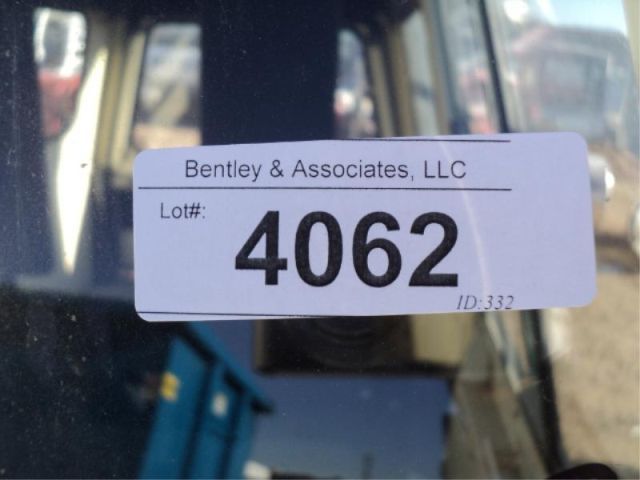 Bentley & Associates, LLC
Lot#:
4062
ID:332